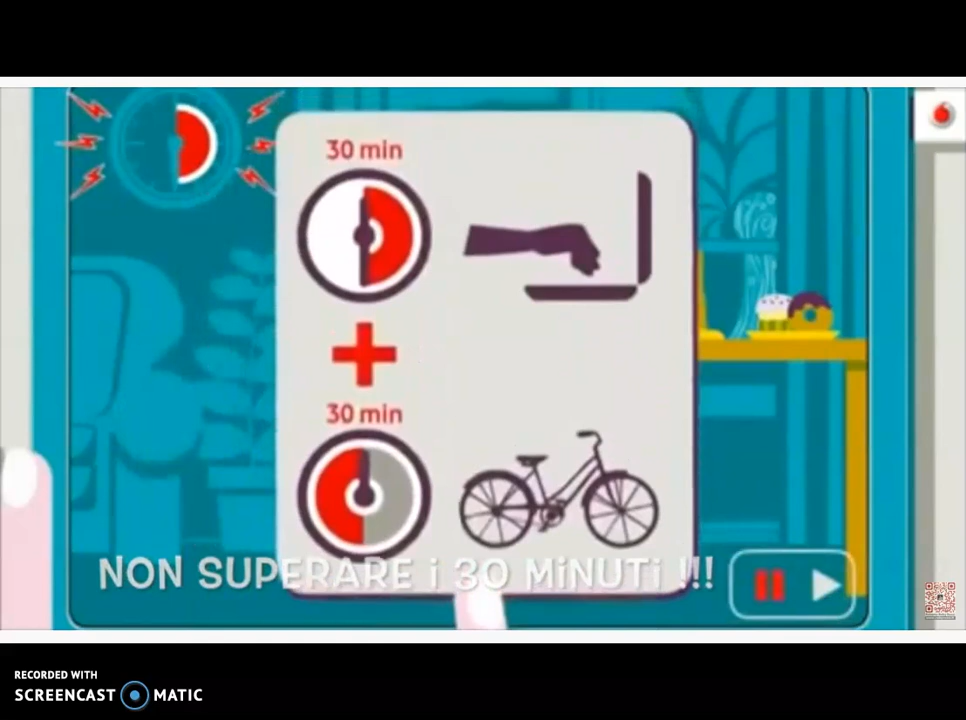 30 min
30 min
NON SUPERARE i 30 MiNUTi !!!
RECORDED WITH
SCREENCAST MATIC